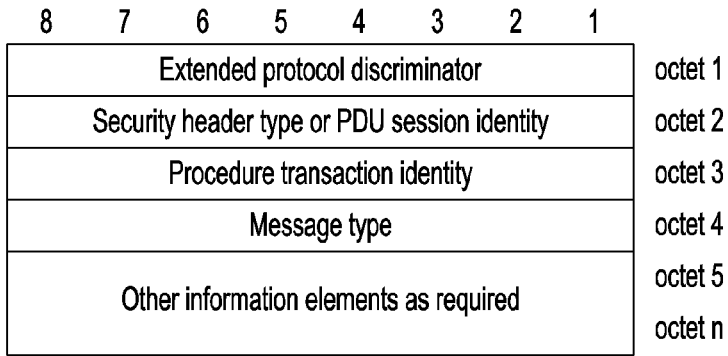 8 7 6 5 4 3 2 1
Extended protocol discriminator octet 1
Security header type or PDU session identity octet 2
Procedure transaction identity octet 3
Message type octet 4
octet 5
Other information elements as required
octet n